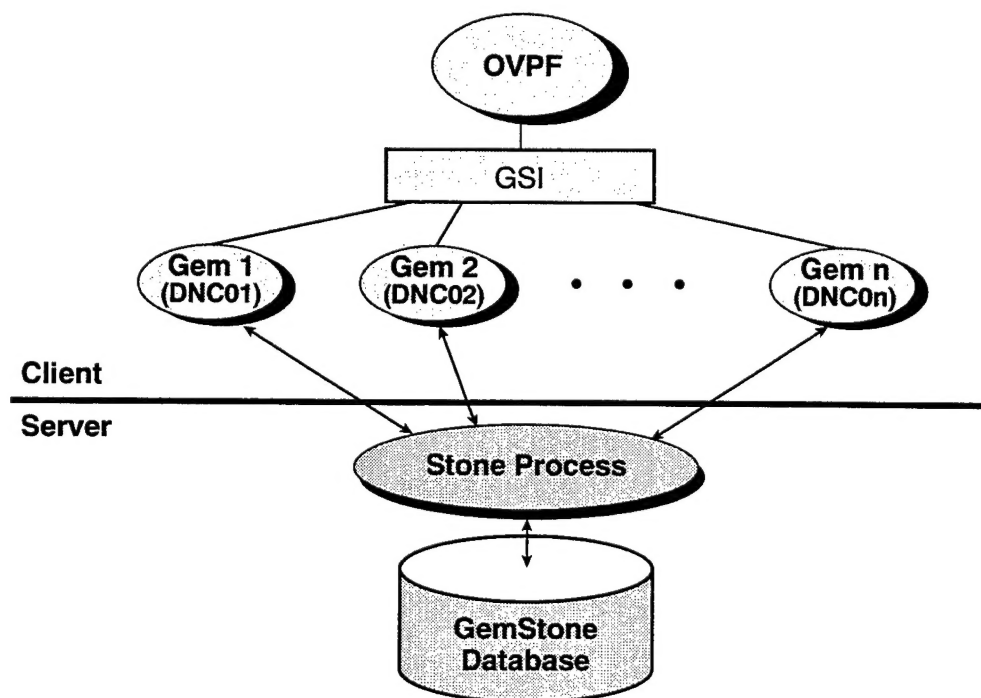 OVPF
GSI
Gem 1
(DNC01)
Gem 2
(DNC02)
. . .
Gem n
(DNC0n)
Client
Server
Stone Process
GemStone
Database